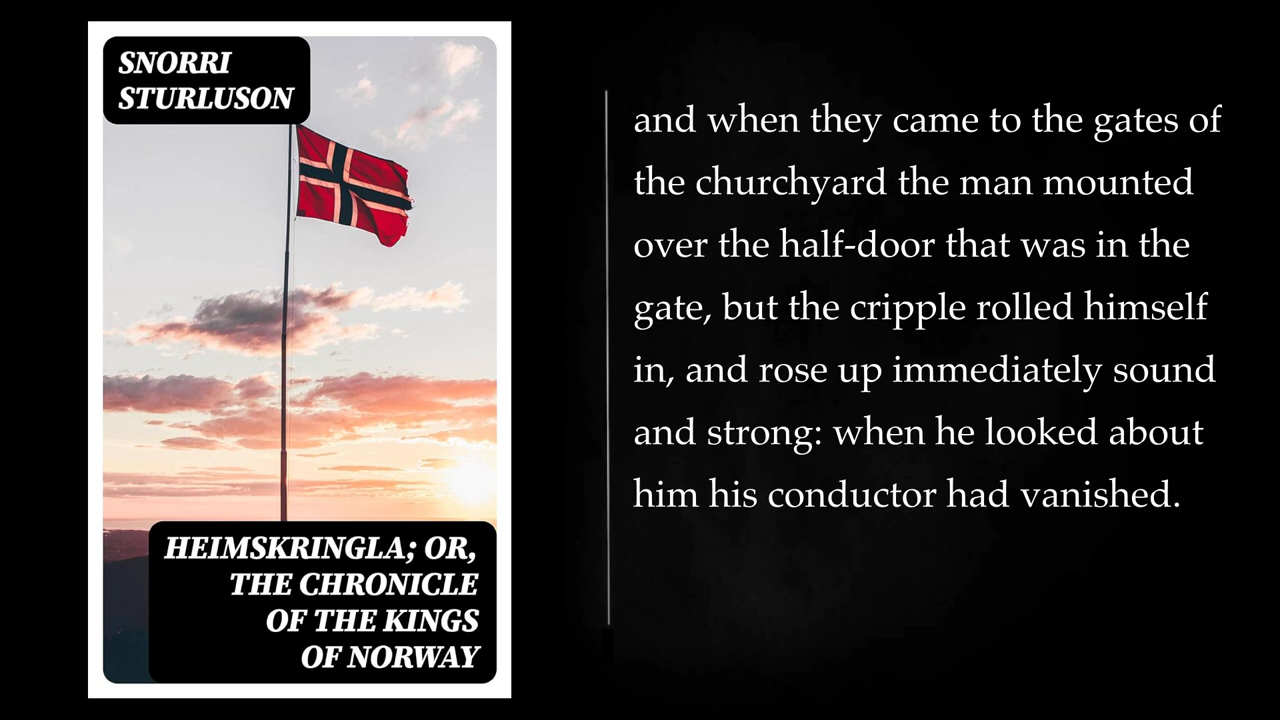 SNORRI
STURLUSON
HEIMSKRINGLA; OR,
THE CHRONICLE
OF THE KINGS
OF NORWAY
and when they came to the gates of
the churchyard the man mounted
over the half-door that was in the
gate, but the cripple rolled himself
in, and rose up immediately sound
and strong: when he looked about
him his conductor had vanished.